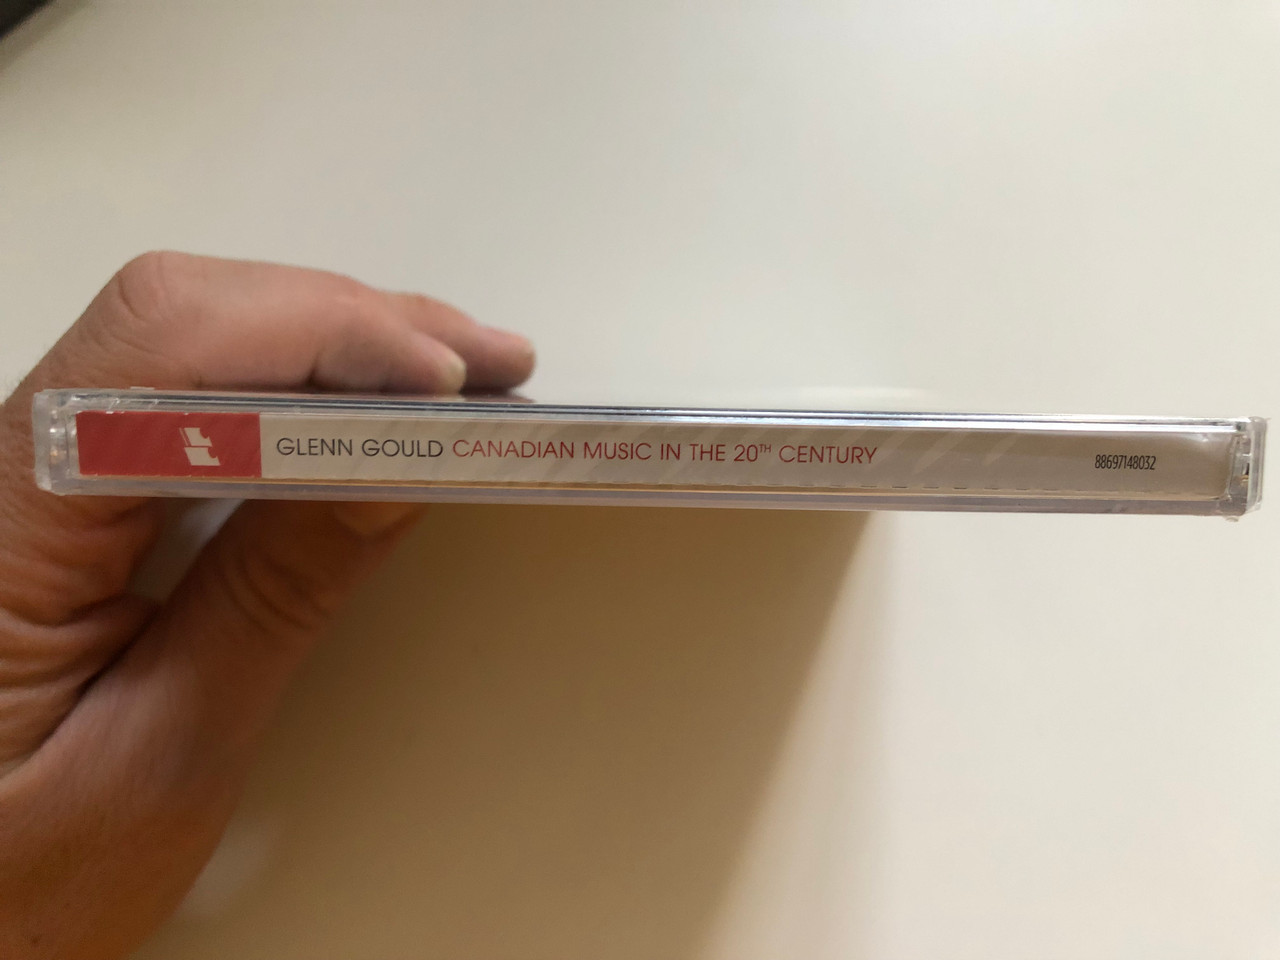 GLENN GOULD CANADIAN MUSIC IN THE 20TH CENTURY 88697148032